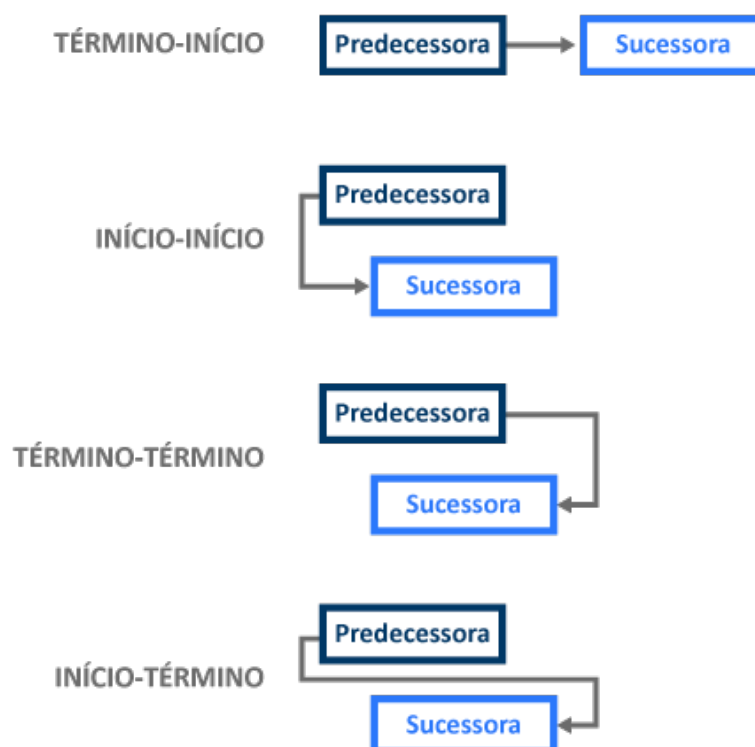 TÉRMINO-INÍCIO
Predecessora
Sucessora
Predecessora
INÍCIO-INÍCIO
Sucessora
Predecessora
TÉRMINO-TÉRMINO
Sucessora
Predecessora
INÍCIO-TÉRMINO
Sucessora